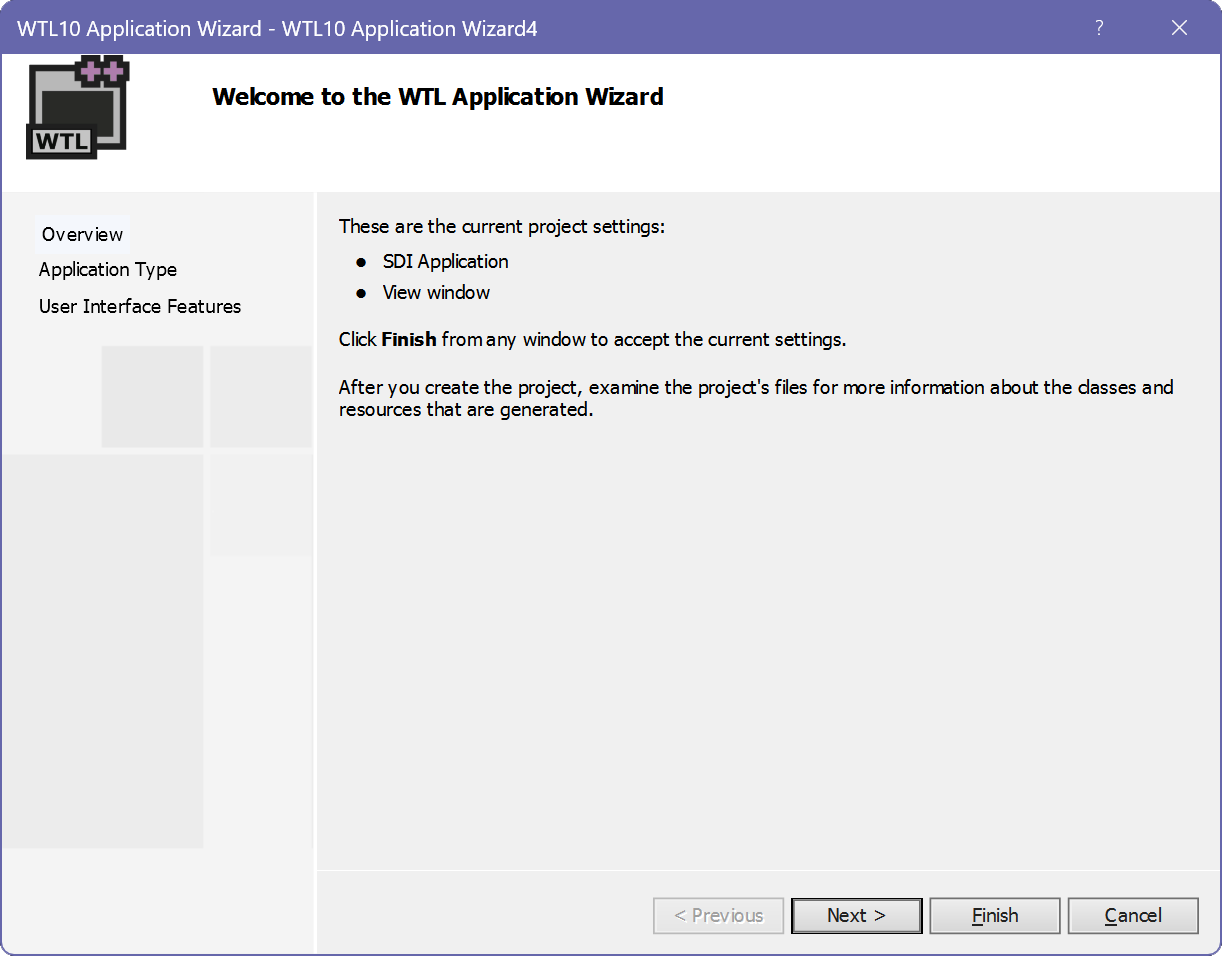 WTL10 Application Wizard - WTL10 Application Wizard4
?
++
WTL
Welcome to the WTL Application Wizard
Overview
Application Type
User Interface Features
These are the current project settings:
● SDI Application
● View window
Click Finish from any window to accept the current settings.
After you create the project, examine the project's files for more information about the classes and
resources that are generated.
< Previous
Next >
Finish
Cancel